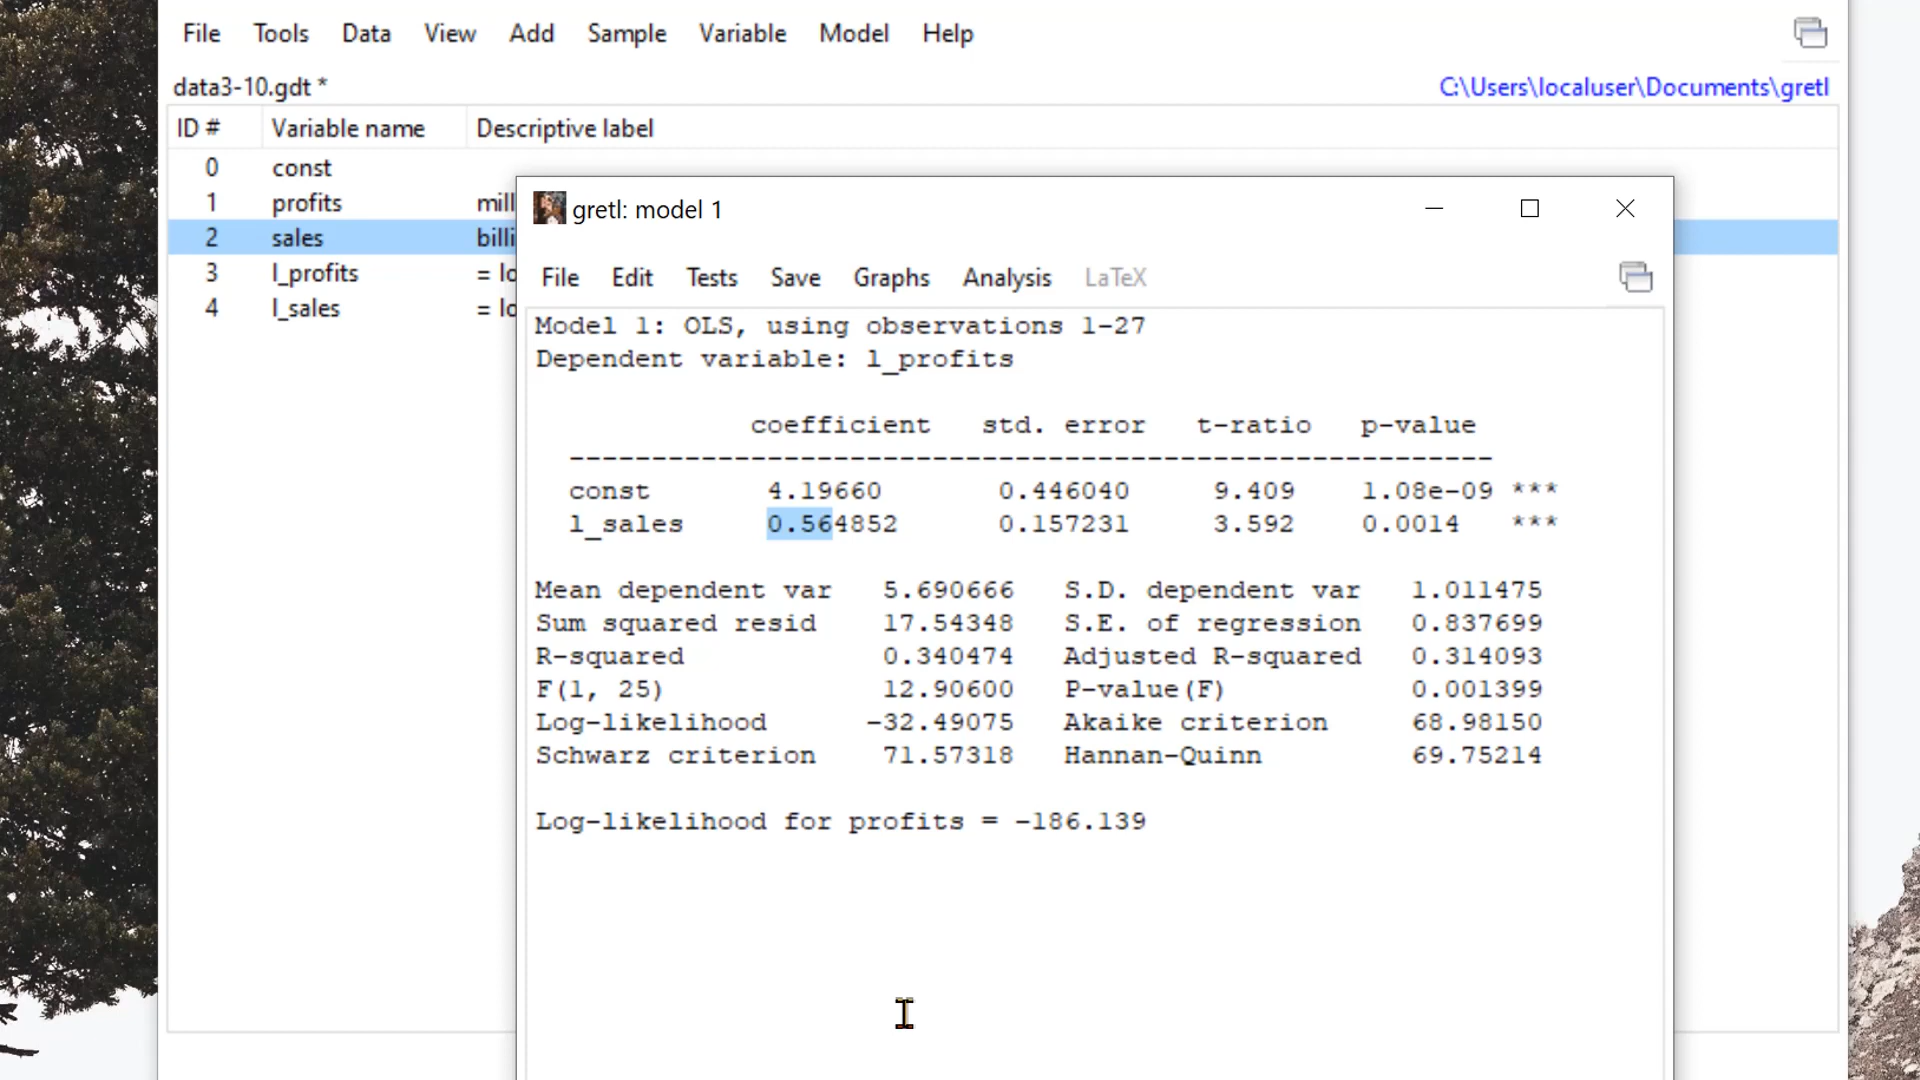 File Tools Data View Add Sample Variable Model Help
data3-10.gdt * C:\Users\localuser\Documents\gretl
ID # Variable name Descriptive label
0 const
1 profits mill
2 sales billi
3 l_profits = lo
4 l_sales = lo
gretl: model 1
File Edit Tests Save Graphs Analysis LaTeX
Model 1: OLS, using observations 1-27
Dependent variable: l_profits
coefficient std. error t-ratio p-value
--------------------------------------------------------
const 4.19660 0.446040 9.409 1.08e-09 ***
l_sales 0.564852 0.157231 3.592 0.0014 ***
Mean dependent var 5.690666 S.D. dependent var 1.011475
Sum squared resid 17.54348 S.E. of regression 0.837699
R-squared 0.340474 Adjusted R-squared 0.314093
F(1, 25) 12.90600 P-value(F) 0.001399
Log-likelihood -32.49075 Akaike criterion 68.98150
Schwarz criterion 71.57318 Hannan-Quinn 69.75214
Log-likelihood for profits = -186.139